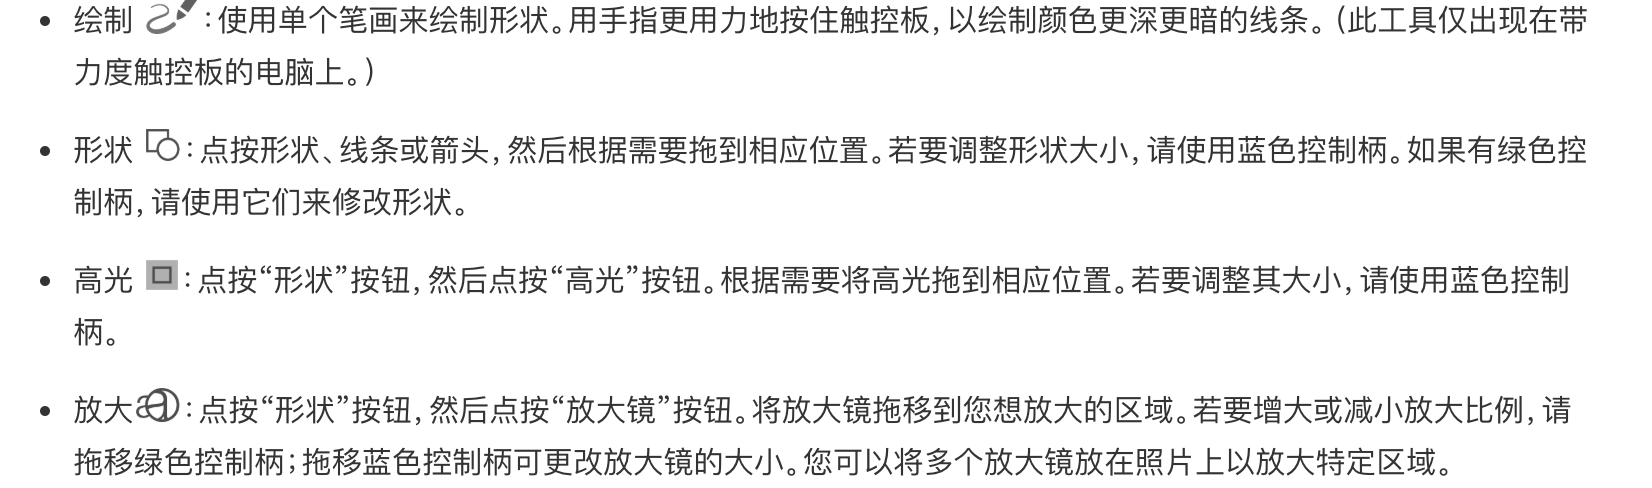 • 绘制 ：使用单个笔画来绘制形状。用手指更用力地按住触控板，以绘制颜色更深更暗的线条。（此工具仅出现在带
力度触控板的电脑上。）
• 形状 ：点按形状、线条或箭头，然后根据需要拖到相应位置。若要调整形状大小，请使用蓝色控制柄。如果有绿色控
制柄，请使用它们来修改形状。
• 高光 ：点按“形状”按钮，然后点按“高光”按钮。根据需要将高光拖到相应位置。若要调整其大小，请使用蓝色控制
柄。
• 放大 ：点按“形状”按钮，然后点按“放大镜”按钮。将放大镜拖移到您想放大的区域。若要增大或减小放大比例，请
拖移绿色控制柄；拖移蓝色控制柄可更改放大镜的大小。您可以将多个放大镜放在照片上以放大特定区域。